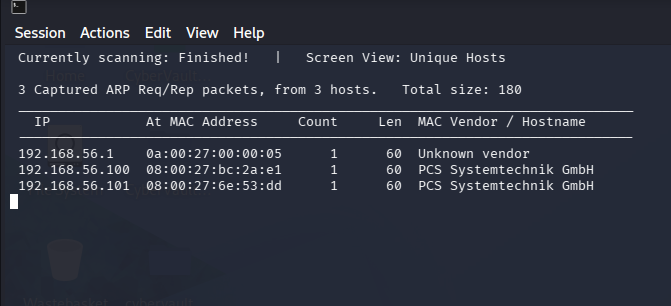 Session Actions Edit View Help
Currently scanning: Finished! | Screen View: Unique Hosts
3 Captured ARP Req/Rep packets, from 3 hosts. Total size: 180
IP At MAC Address Count Len MAC Vendor / Hostname
192.168.56.1 0a:00:27:00:00:05 1 60 Unknown vendor
192.168.56.100 08:00:27:bc:2a:e1 1 60 PCS Systemtechnik GmbH
192.168.56.101 08:00:27:6e:53:dd 1 60 PCS Systemtechnik GmbH